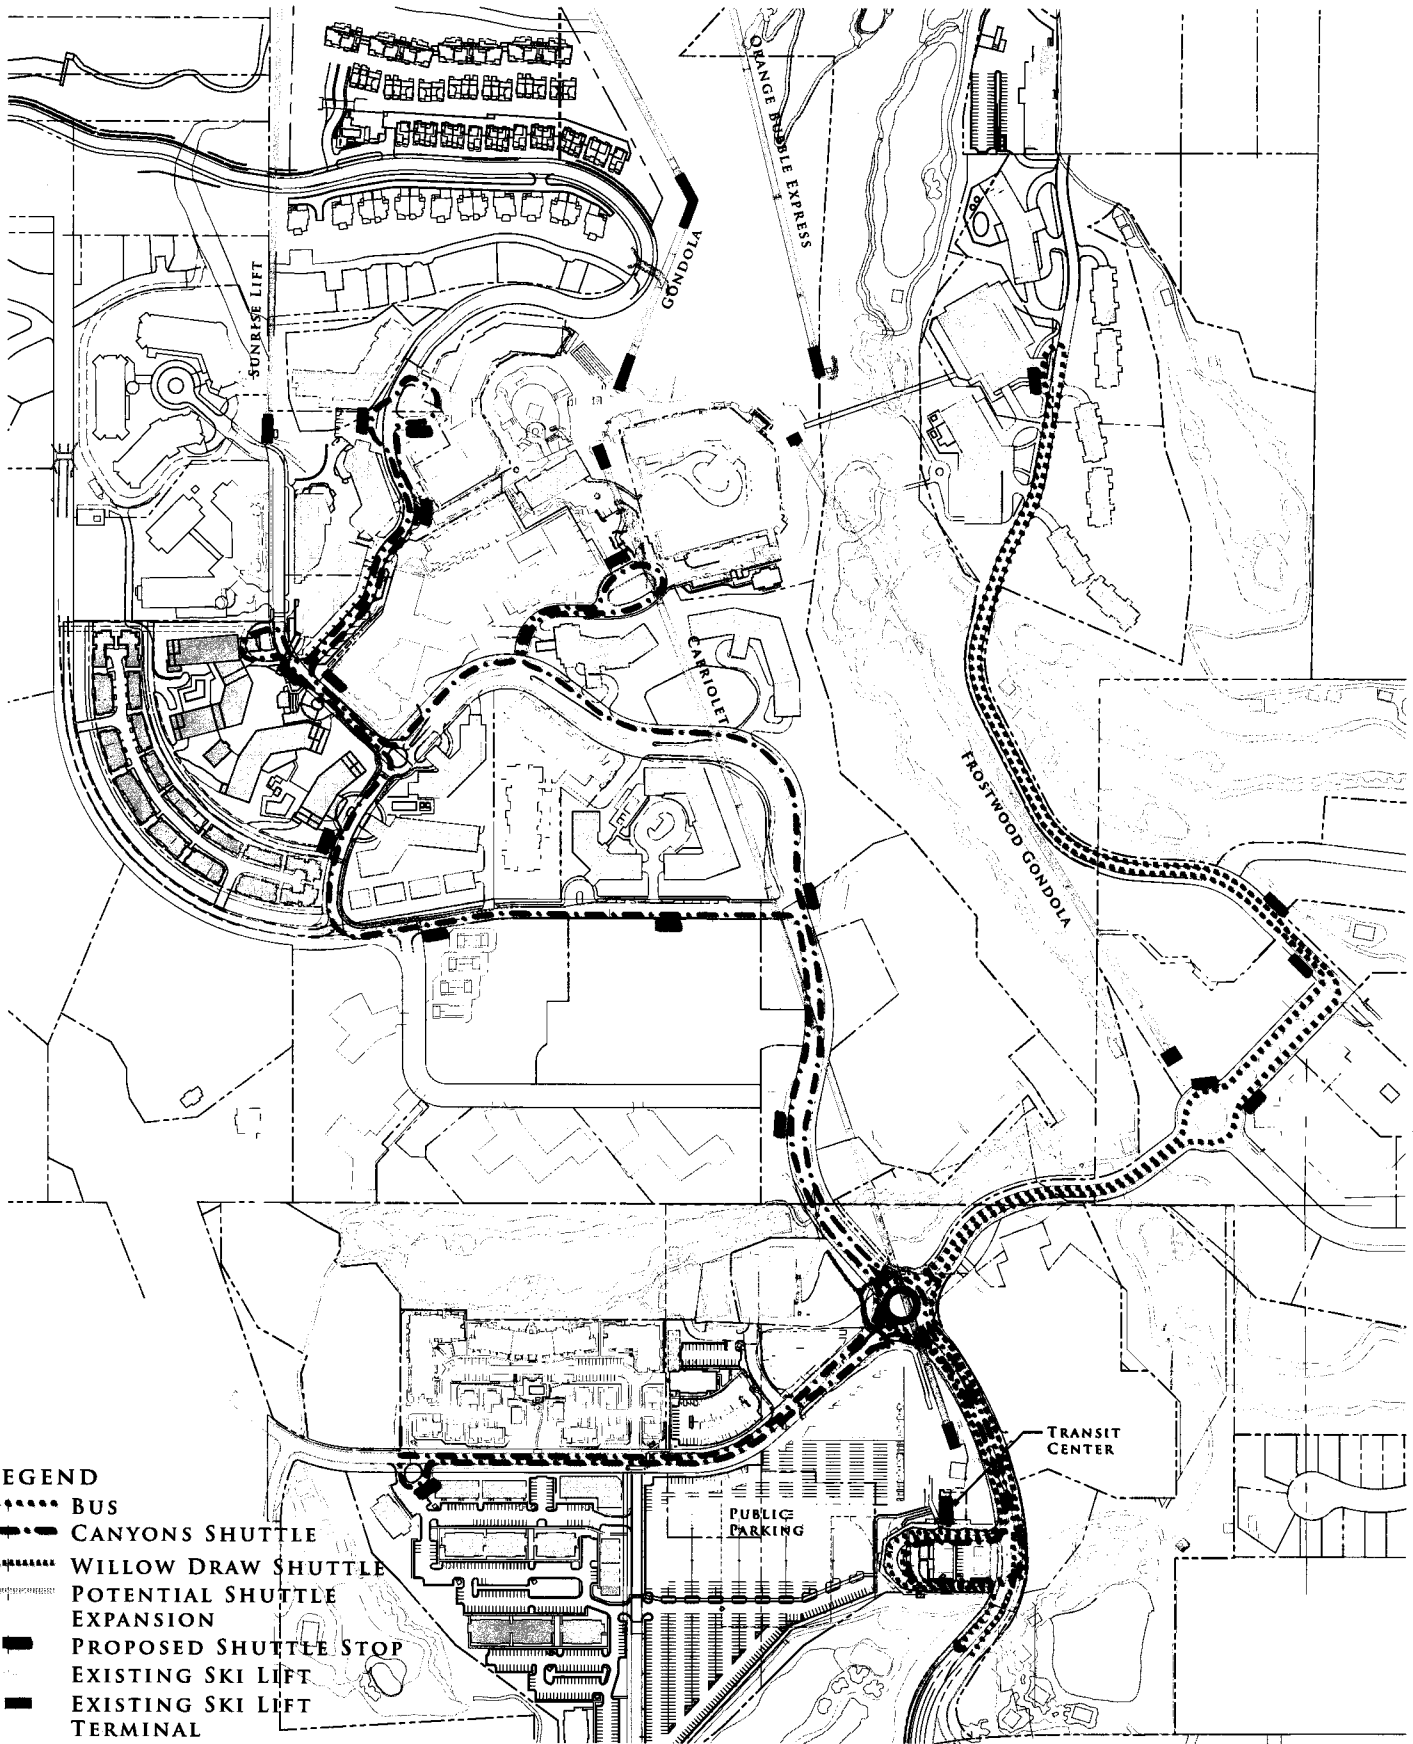 ORANGE BUBBLE EXPRESS
GONDOLA
SUNRISE LIFT
CABRIOLET
FROSTWOOD GONDOLA
TRANSIT
CENTER
PUBLIC
PARKING
EGEND
BUS
CANYONS SHUTTLE
WILLOW DRAW SHUTTLE
POTENTIAL SHUTTLE
EXPANSION
PROPOSED SHUTTLE STOP
EXISTING SKI LIFT
EXISTING SKI LIFT
TERMINAL